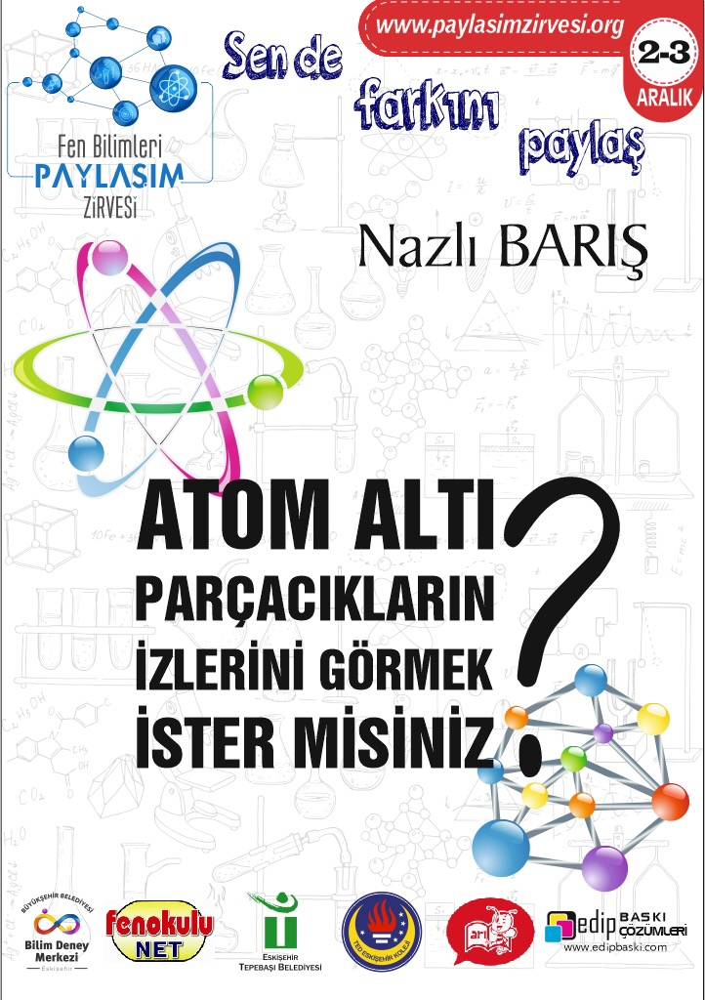 www.paylasimzirvesi.org
2-3
ARALIK
Sen de
farkını
paylaş
Fen Bilimleri
PAYLAŞIM
ZİRVESİ
Nazlı BARIŞ
ATOM ALTI
PARÇACIKLARIN
İZLERİNİ GÖRMEK
İSTER MİSİNİZ?
BÜYÜKŞEHİR BELEDİYESİ
Bilim Deney
Merkezi
Eskişehir
fenokulu
NET
ESKİŞEHİR
TEPEBAŞI BELEDİYESİ
TED ESKİŞEHİR KOLEJİ
arı
edip BASKI
ÇÖZÜMLERİ
www.edipbaski.com